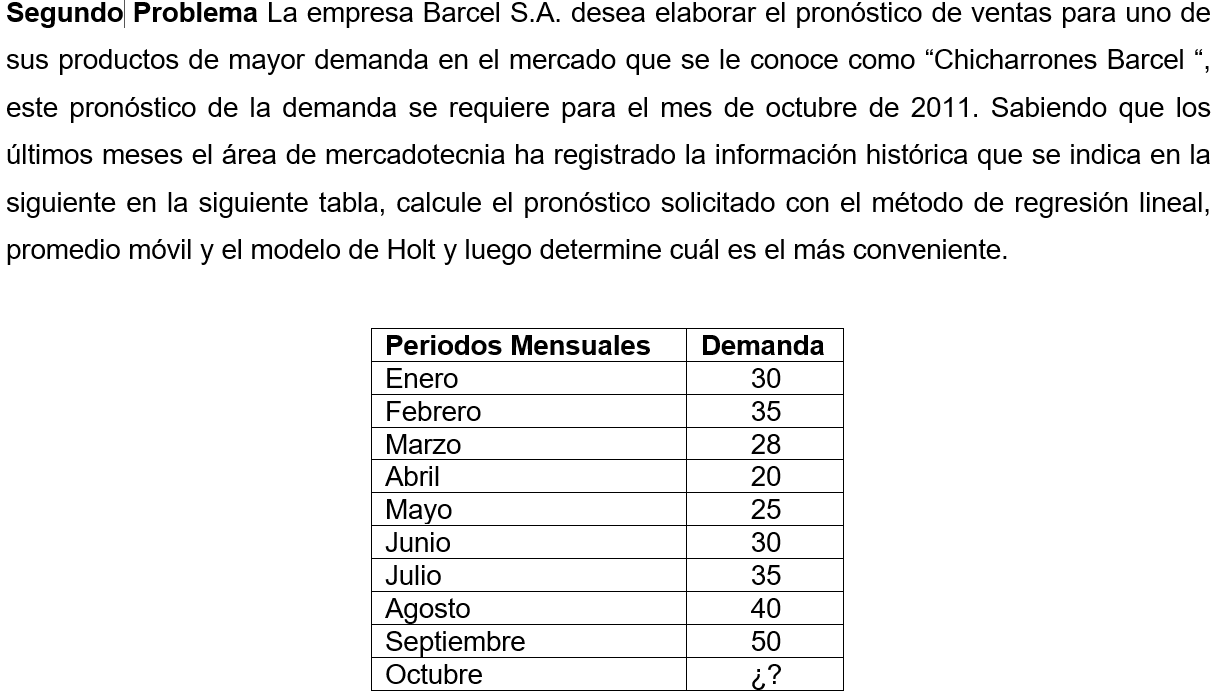 Segundo Problema La empresa Barcel S.A. desea elaborar el pronóstico de ventas para uno de
sus productos de mayor demanda en el mercado que se le conoce como “Chicharrones Barcel “,
este pronóstico de la demanda se requiere para el mes de octubre de 2011. Sabiendo que los
últimos meses el área de mercadotecnia ha registrado la información histórica que se indica en la
siguiente en la siguiente tabla, calcule el pronóstico solicitado con el método de regresión lineal,
promedio móvil y el modelo de Holt y luego determine cuál es el más conveniente.
Periodos Mensuales Demanda
Enero 30
Febrero 35
Marzo 28
Abril 20
Mayo 25
Junio 30
Julio 35
Agosto 40
Septiembre 50
Octubre ¿?